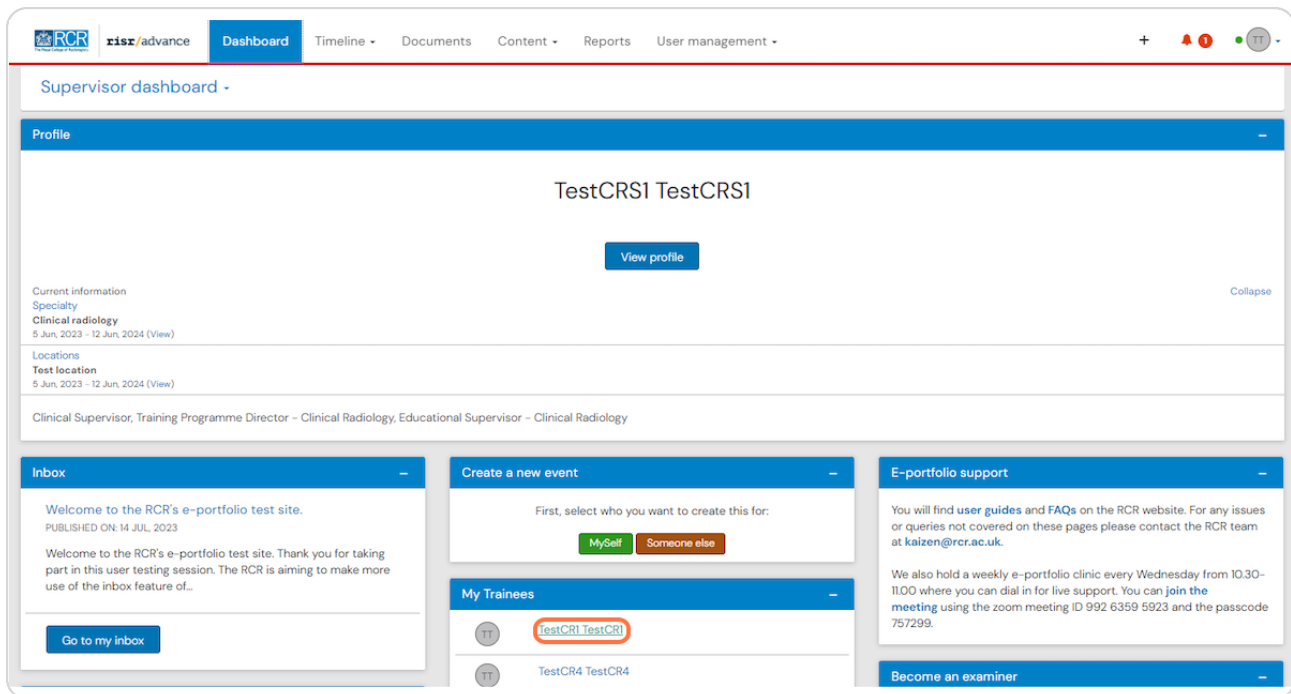 RCR
risr/advance
Dashboard
Timeline
Documents
Content
Reports
User management
+
1
TT
Supervisor dashboard
Profile
TestCRS1 TestCRS1
View profile
Current information
Collapse
Specialty
Clinical radiology
5 Jun, 2023 - 12 Jun, 2024 (View)
Locations
Test location
5 Jun, 2023 - 12 Jun, 2024 (View)
Clinical Supervisor, Training Programme Director - Clinical Radiology, Educational Supervisor - Clinical Radiology
Inbox
Welcome to the RCR's e-portfolio test site.
PUBLISHED ON: 14 JUL, 2023
Welcome to the RCR's e-portfolio test site. Thank you for taking
part in this user testing session. The RCR is aiming to make more
use of the inbox feature of...
Go to my inbox
Create a new event
First, select who you want to create this for:
MySelf
Someone else
My Trainees
TT
TestCR1 TestCR1
TT
TestCR4 TestCR4
E-portfolio support
You will find user guides and FAQs on the RCR website. For any issues
or queries not covered on these pages please contact the RCR team
at kaizen@rcr.ac.uk.
We also hold a weekly e-portfolio clinic every Wednesday from 10.30-
11.00 where you can dial in for live support. You can join the
meeting using the zoom meeting ID 992 6359 5923 and the passcode
757299.
Become an examiner